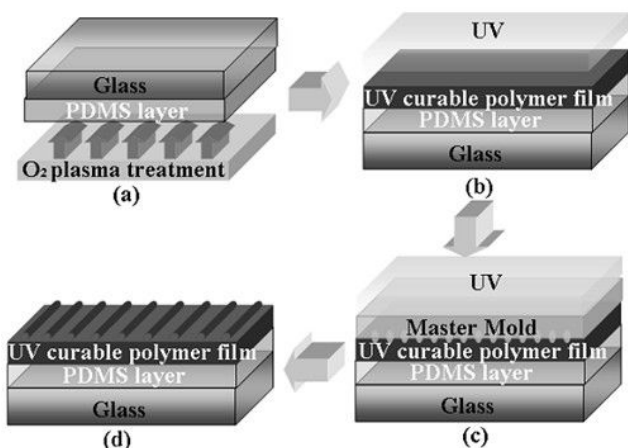 Glass
PDMS layer
O₂ plasma treatment
(a)
UV
UV curable polymer film
PDMS layer
Glass
(b)
UV
Master Mold
UV curable polymer film
PDMS layer
Glass
(c)
UV curable polymer film
PDMS layer
Glass
(d)